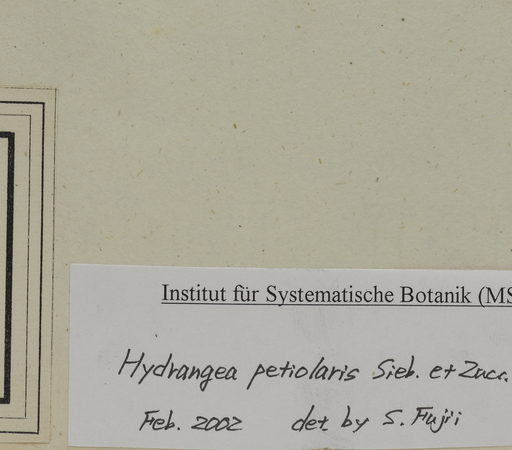 Institut für Systematische Botanik (MS
Hydrangea petiolaris Sieb. et Zucc.
Feb. 2002 det. by S. Fujii